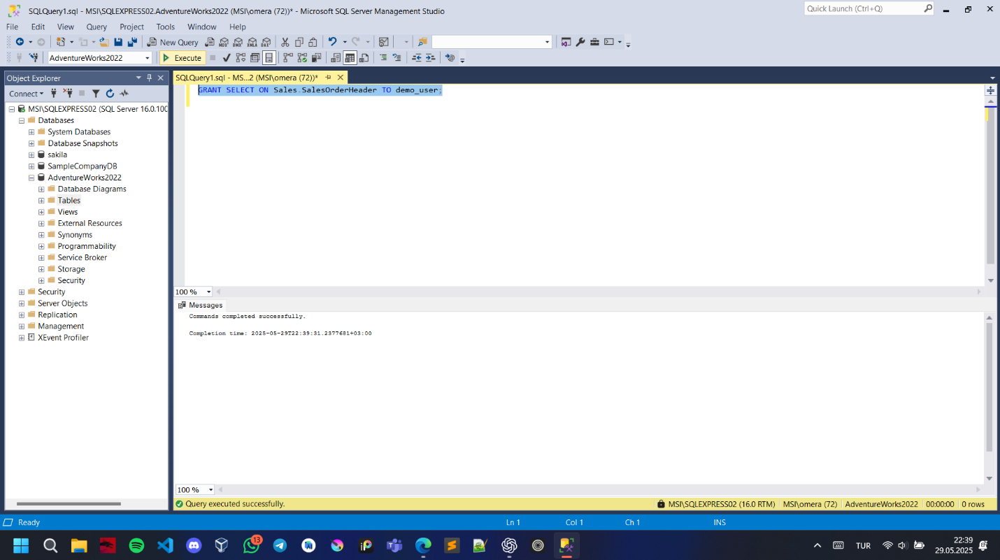 SQLQuery1.sql - MSI\SQLEXPRESS02.AdventureWorks2022 (MSI\omera (72))* - Microsoft SQL Server Management Studio
Quick Launch (Ctrl+Q)
File Edit View Query Project Tools Window Help
New Query
MDX DMX XMLA DAX
AdventureWorks2022
Execute
Object Explorer
SQLQuery1.sql - MS...2 (MSI\omera (72))*
Connect
GRANT SELECT ON Sales.SalesOrderHeader TO demo_user;
MSI\SQLEXPRESS02 (SQL Server 16.0.100
Databases
System Databases
Database Snapshots
sakila
SampleCompanyDB
AdventureWorks2022
Database Diagrams
Tables
Views
External Resources
Synonyms
Programmability
Service Broker
Storage
Security
Security
Server Objects
Replication
Management
XEvent Profiler
100 %
Messages
Commands completed successfully.
Completion time: 2025-05-29T22:39:31.2377681+03:00
100 %
Query executed successfully.
MSI\SQLEXPRESS02 (16.0 RTM) MSI\omera (72) AdventureWorks2022 00:00:00 0 rows
Ready
Ln 1 Col 1 Ch 1 INS
13
TUR
22:39
29.05.2025